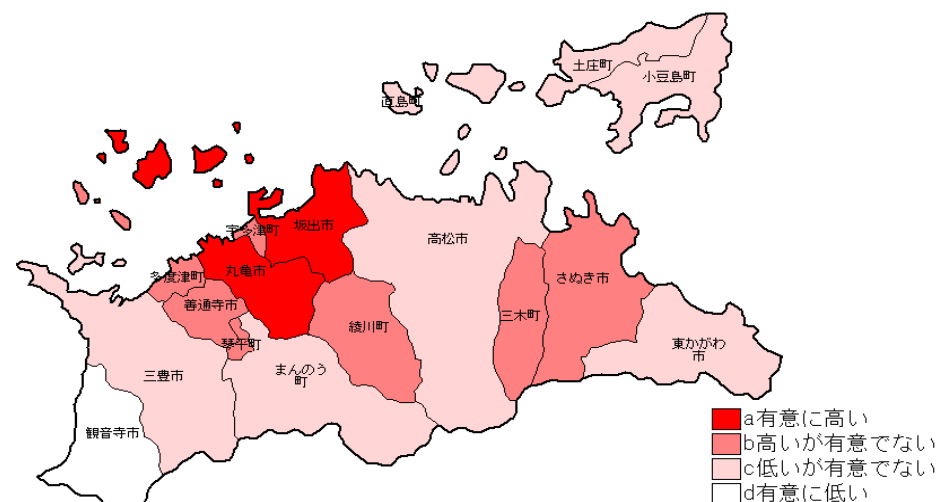 土庄町
小豆島町
直島町
宇多津町
坂出市
高松市
丸亀市
多度津町
さぬき市
善通寺市
綾川町
三木町
琴平町
東かがわ
市
まんのう
町
三豊市
観音寺市
a有意に高い
b高いが有意でない
c低いが有意でない
d有意に低い